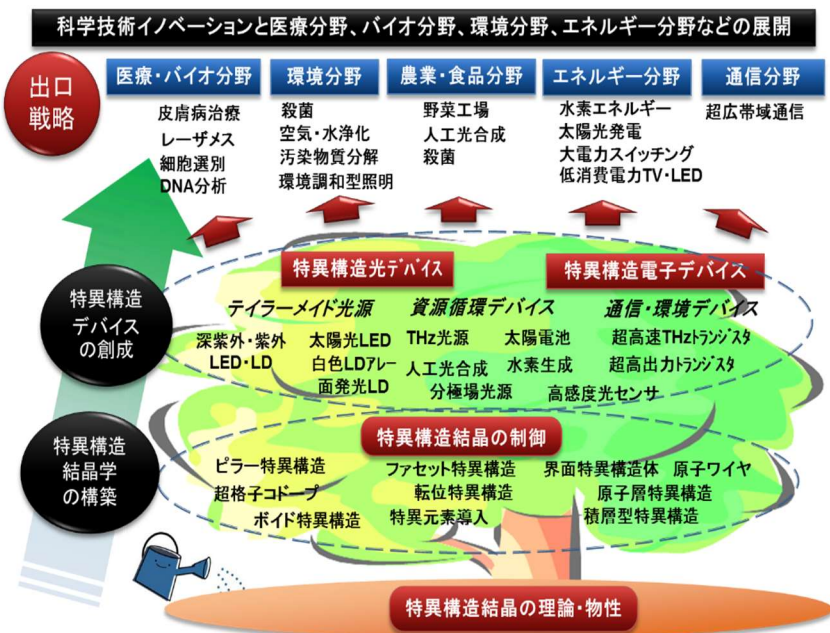 科学技術イノベーションと医療分野、バイオ分野、環境分野、エネルギー分野などの展開
出口
戦略
医療・バイオ分野
皮膚病治療
レーザメス
細胞選別
DNA分析
環境分野
殺菌
空気・水浄化
汚染物質分解
環境調和型照明
農業・食品分野
野菜工場
人工光合成
殺菌
エネルギー分野
水素エネルギー
太陽光発電
大電力スイッチング
低消費電力TV・LED
通信分野
超広帯域通信
特異構造
デバイス
の創成
特異構造光デバイス
特異構造電子デバイス
テイラーメイド光源
深紫外・紫外
LED・LD
太陽光LED
白色LDアレー
面発光LD
資源循環デバイス
THz光源
太陽電池
人工光合成
水素生成
分極場光源
高感度光センサ
通信・環境デバイス
超高速THzトランジスタ
超高出力トランジスタ
特異構造
結晶学
の構築
特異構造結晶の制御
ピラー特異構造
超格子コドープ
ボイド特異構造
ファセット特異構造
転位特異構造
特異元素導入
界面特異構造体
原子ワイヤ
原子層特異構造
積層型特異構造
特異構造結晶の理論・物性